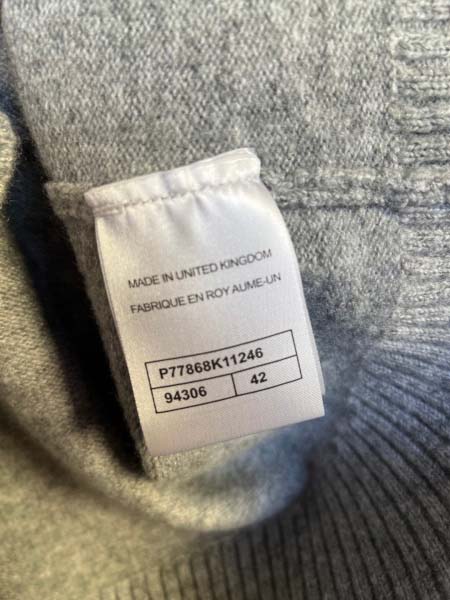 MADE IN UNITED KINGDOM
FABRIQUE EN ROY AUME-UN
P77868K11246
94306 42